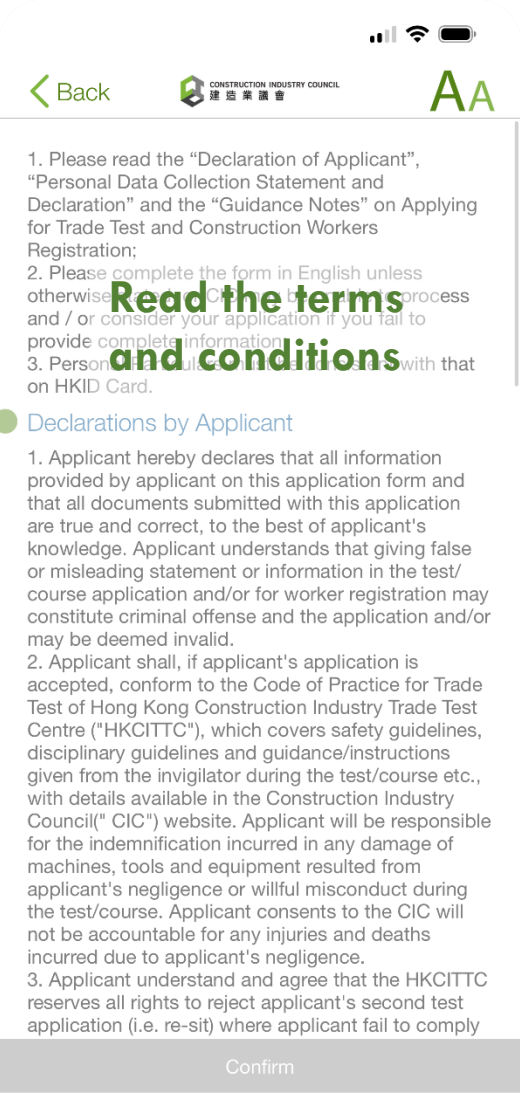 Back
CONSTRUCTION INDUSTRY COUNCIL
建造業議會
AA
1. Please read the “Declaration of Applicant”,
“Personal Data Collection Statement and
Declaration” and the “Guidance Notes” on Applying
for Trade Test and Construction Workers
Registration;
2. Please complete the form in English unless
otherwise process
Read the terms
and / or consider your application if you fail to
provide complete information
and conditions
3. Personal with that
on HKID Card.
Declarations by Applicant
1. Applicant hereby declares that all information
provided by applicant on this application form and
that all documents submitted with this application
are true and correct, to the best of applicant's
knowledge. Applicant understands that giving false
or misleading statement or information in the test/
course application and/or for worker registration may
constitute criminal offense and the application and/or
may be deemed invalid.
2. Applicant shall, if applicant's application is
accepted, conform to the Code of Practice for Trade
Test of Hong Kong Construction Industry Trade Test
Centre ("HKCITTC"), which covers safety guidelines,
disciplinary guidelines and guidance/instructions
given from the invigilator during the test/course etc.,
with details available in the Construction Industry
Council(" CIC") website. Applicant will be responsible
for the indemnification incurred in any damage of
machines, tools and equipment resulted from
applicant's negligence or willful misconduct during
the test/course. Applicant consents to the CIC will
not be accountable for any injuries and deaths
incurred due to applicant's negligence.
3. Applicant understand and agree that the HKCITTC
reserves all rights to reject applicant's second test
application (i.e. re-sit) where applicant fail to comply
Confirm